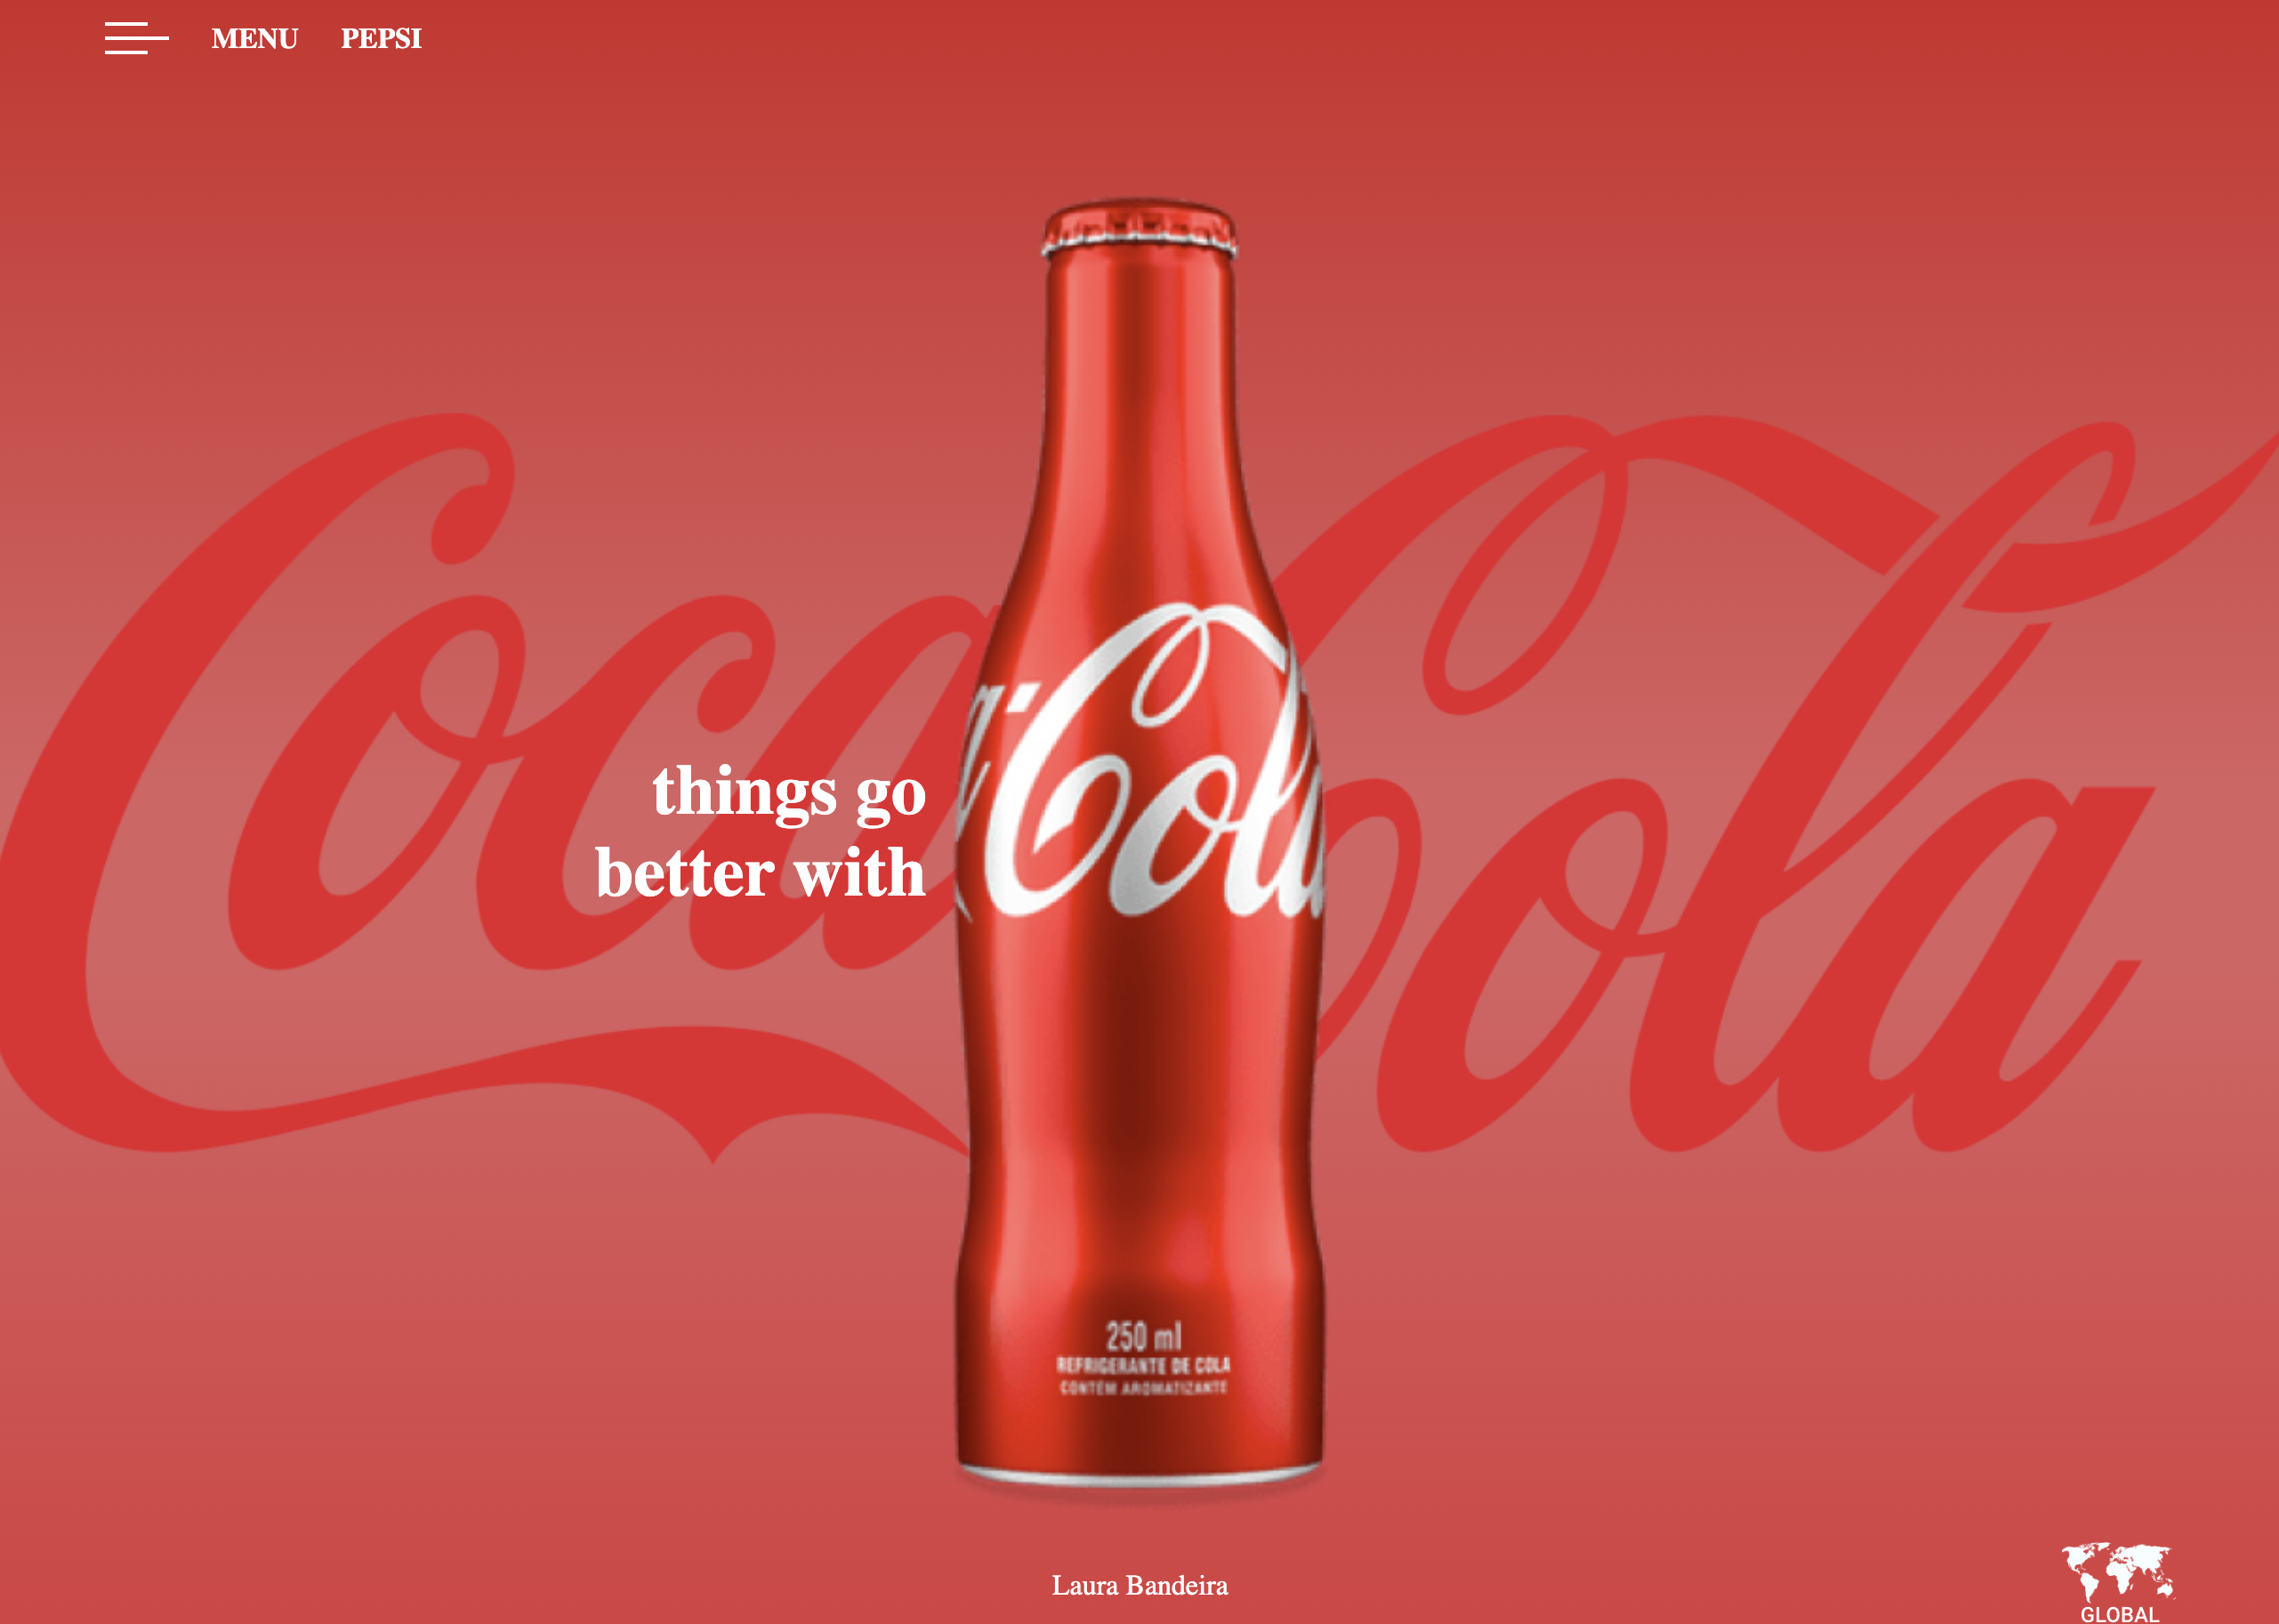 MENU PEPSI
Coca Cola
things go
better with
Cola
250 ml
REFRIGERANTE DE COLA
CONTÉM AROMATIZANTE
Laura Bandeira
GLOBAL